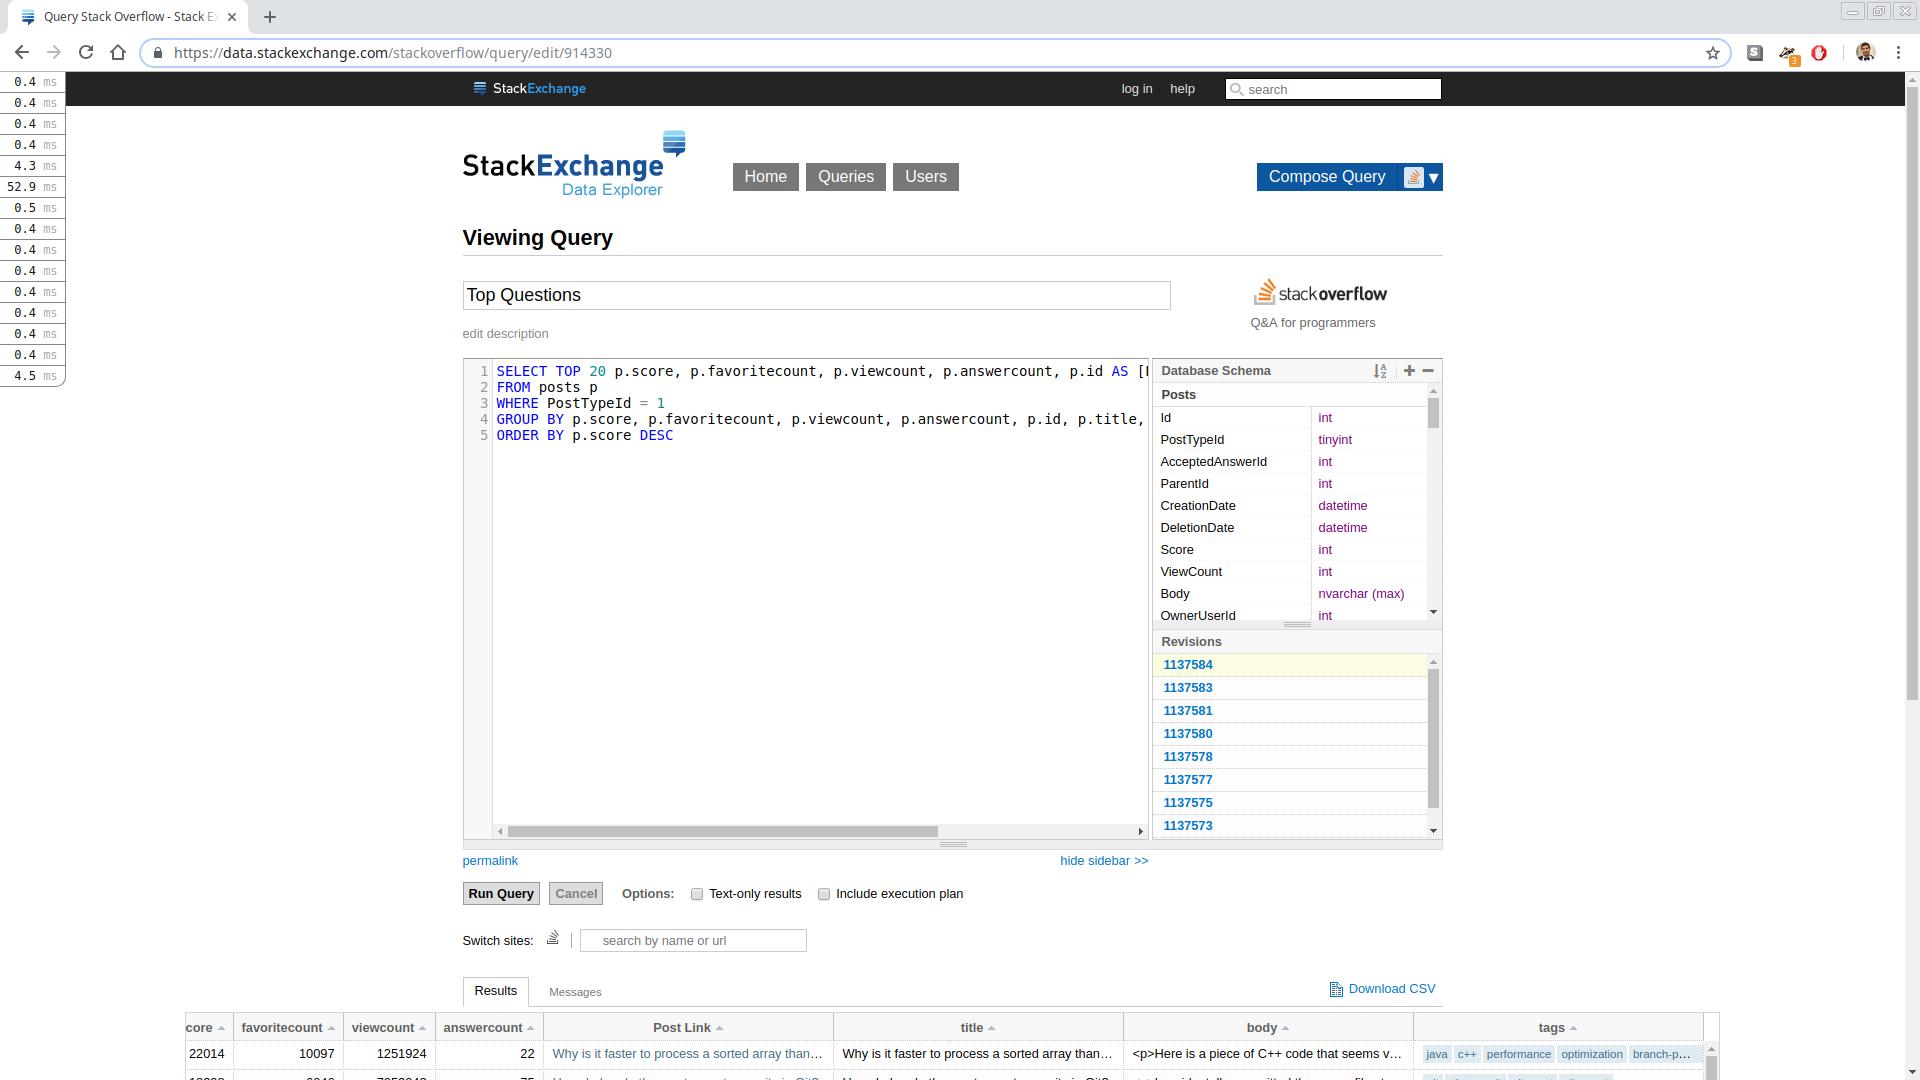 Query Stack Overflow - Stack E
https://data.stackexchange.com/stackoverflow/query/edit/914330
S
3
0.4 ms
0.4 ms
0.4 ms
0.4 ms
4.3 ms
52.9 ms
0.5 ms
0.4 ms
0.4 ms
0.4 ms
0.4 ms
0.4 ms
0.4 ms
0.4 ms
4.5 ms
StackExchange
log in help search
StackExchange
Data Explorer
Home Queries Users
Compose Query
Viewing Query
Top Questions
edit description
stackoverflow
Q&A for programmers
1 SELECT TOP 20 p.score, p.favoritecount, p.viewcount, p.answercount, p.id AS [
2 FROM posts p
3 WHERE PostTypeId = 1
4 GROUP BY p.score, p.favoritecount, p.viewcount, p.answercount, p.id, p.title,
5 ORDER BY p.score DESC
Database Schema
Posts
Id int
PostTypeId tinyint
AcceptedAnswerId int
ParentId int
CreationDate datetime
DeletionDate datetime
Score int
ViewCount int
Body nvarchar (max)
OwnerUserId int
Revisions
1137584
1137583
1137581
1137580
1137578
1137577
1137575
1137573
permalink
hide sidebar >>
Run Query Cancel Options: Text-only results Include execution plan
Switch sites: | search by name or url
Results Messages
Download CSV
core favoritecount viewcount answercount Post Link title body tags
22014 10097 1251924 22 Why is it faster to process a sorted array than... Why is it faster to process a sorted array than... <p>Here is a piece of C++ code that seems v... java c++ performance optimization branch-p...